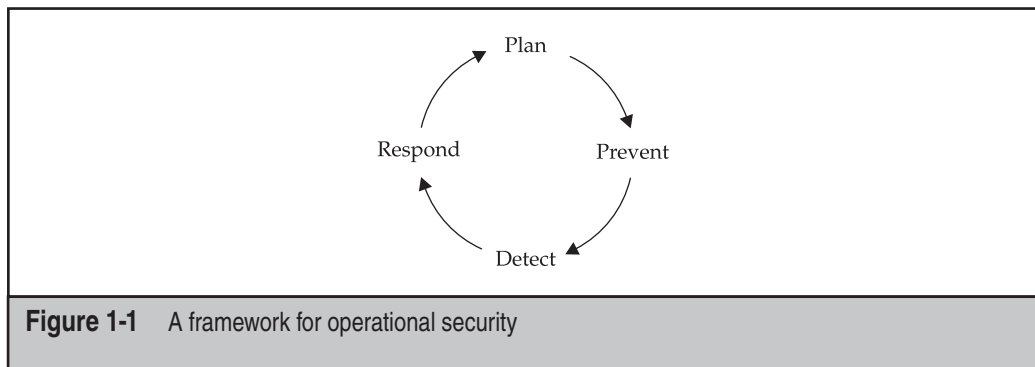 Plan
Respond
Prevent
Detect
Figure 1-1 A framework for operational security